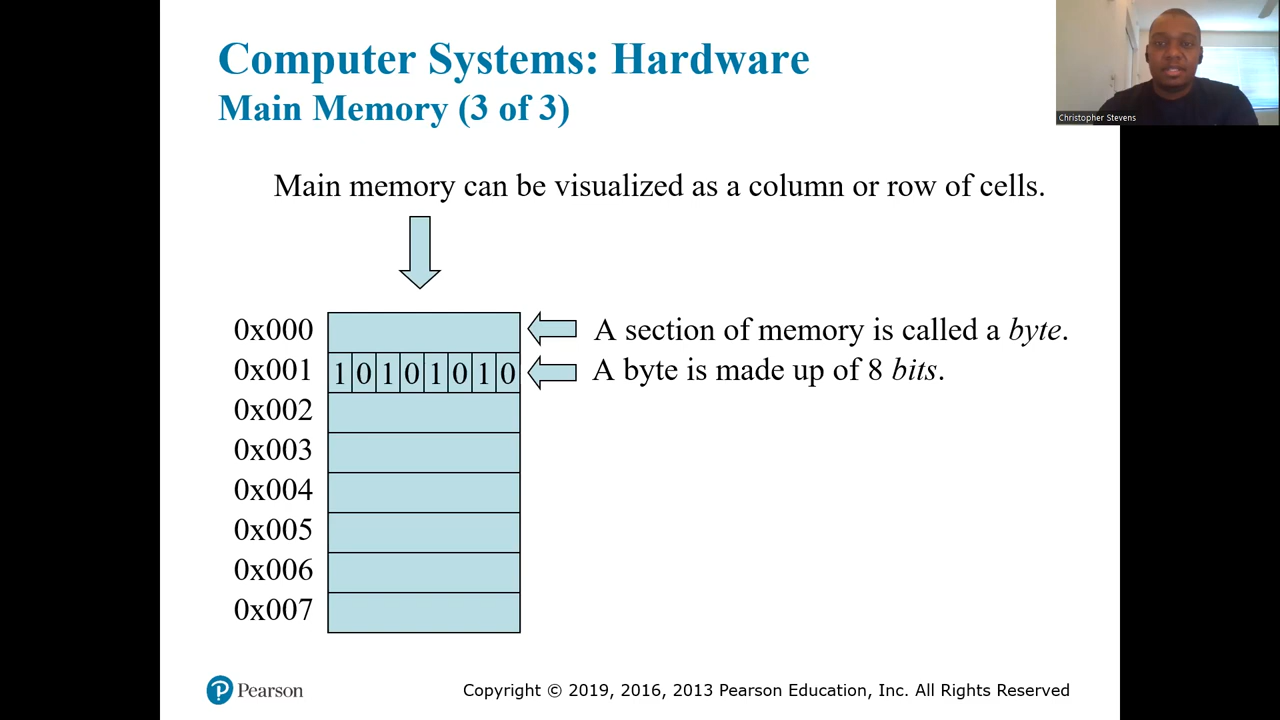 Computer Systems: Hardware
Main Memory (3 of 3)
Christopher Stevens
Main memory can be visualized as a column or row of cells.
0x000 A section of memory is called a byte.
0x001 1 0 1 0 1 0 1 0 A byte is made up of 8 bits.
0x002
0x003
0x004
0x005
0x006
0x007
Pearson Copyright © 2019, 2016, 2013 Pearson Education, Inc. All Rights Reserved